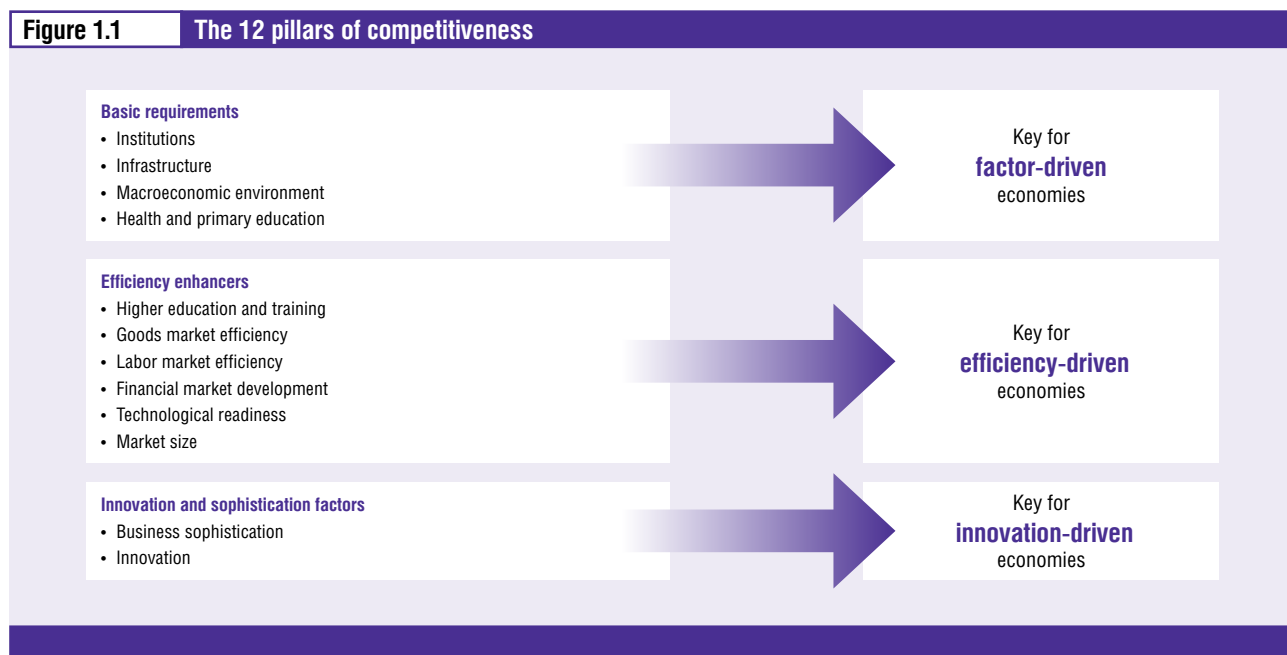 Figure 1.1 The 12 pillars of competitiveness
Basic requirements
• Institutions
• Infrastructure
• Macroeconomic environment
• Health and primary education
Key for
factor-driven
economies
Efficiency enhancers
• Higher education and training
• Goods market efficiency
• Labor market efficiency
• Financial market development
• Technological readiness
• Market size
Key for
efficiency-driven
economies
Innovation and sophistication factors
• Business sophistication
• Innovation
Key for
innovation-driven
economies